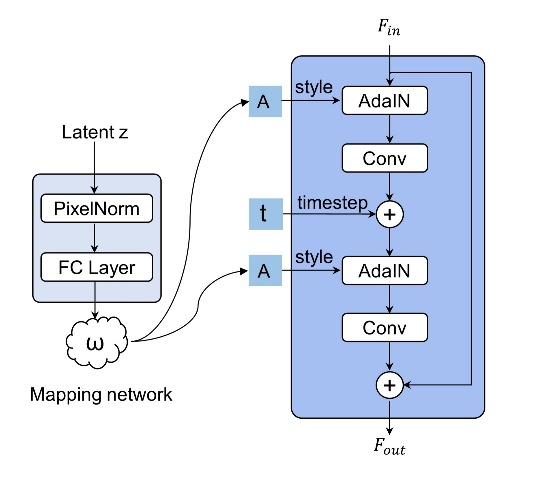 F_in
A
style
AdaIN
Latent z
Conv
PixelNorm
t
timestep
+
FC Layer
A
style
AdaIN
ω
Conv
Mapping network
+
F_out